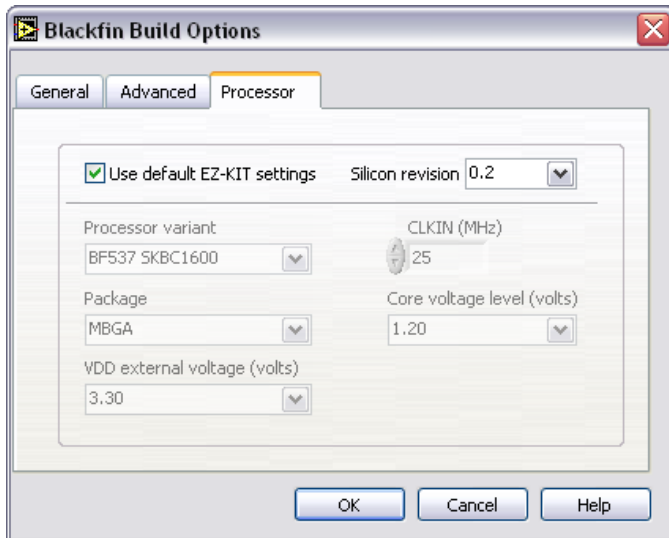 Blackfin Build Options
General Advanced Processor
Use default EZ-KIT settings Silicon revision 0.2
Processor variant CLKIN (MHz)
BF537 SKBC1600 25
Package Core voltage level (volts)
MBGA 1.20
VDD external voltage (volts)
3.30
OK Cancel Help